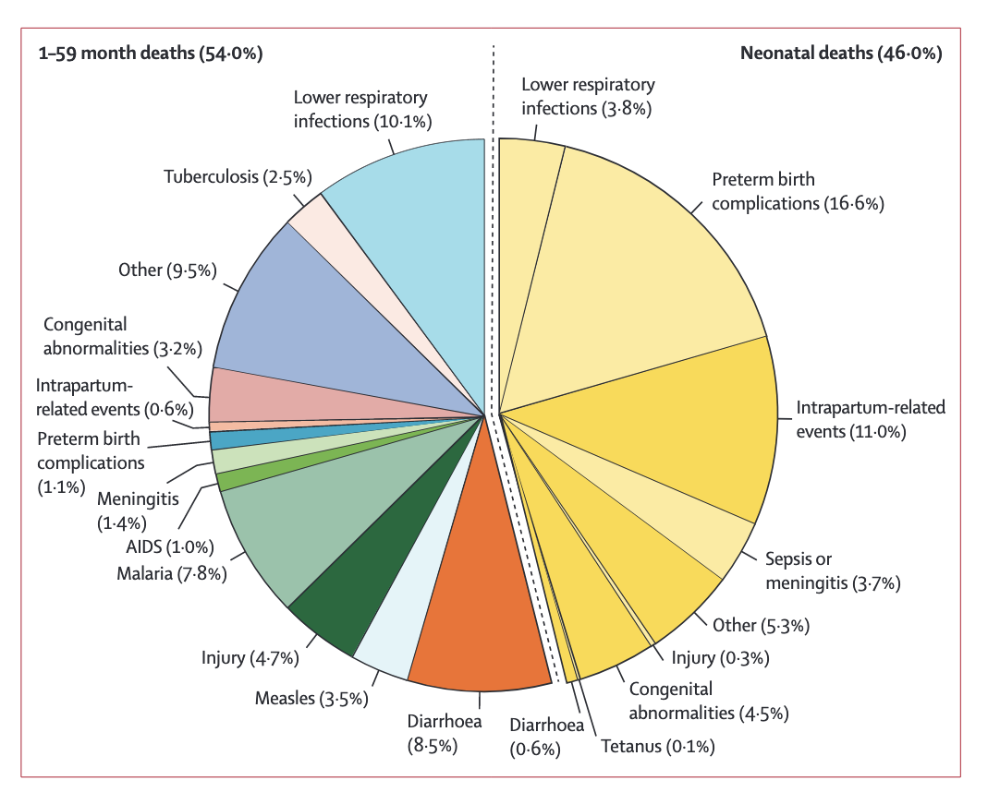 1–59 month deaths (54·0%)
Neonatal deaths (46·0%)
Lower respiratory
infections (10·1%)
Tuberculosis (2·5%)
Other (9·5%)
Congenital
abnormalities (3·2%)
Intrapartum-
related events (0·6%)
Preterm birth
complications
(1·1%)
Meningitis
(1·4%)
AIDS (1·0%)
Malaria (7·8%)
Injury (4·7%)
Measles (3·5%)
Diarrhoea
(8·5%)
Lower respiratory
infections (3·8%)
Preterm birth
complications (16·6%)
Intrapartum-related
events (11·0%)
Sepsis or
meningitis (3·7%)
Other (5·3%)
Injury (0·3%)
Congenital
abnormalities (4·5%)
Tetanus (0·1%)
Diarrhoea
(0·6%)